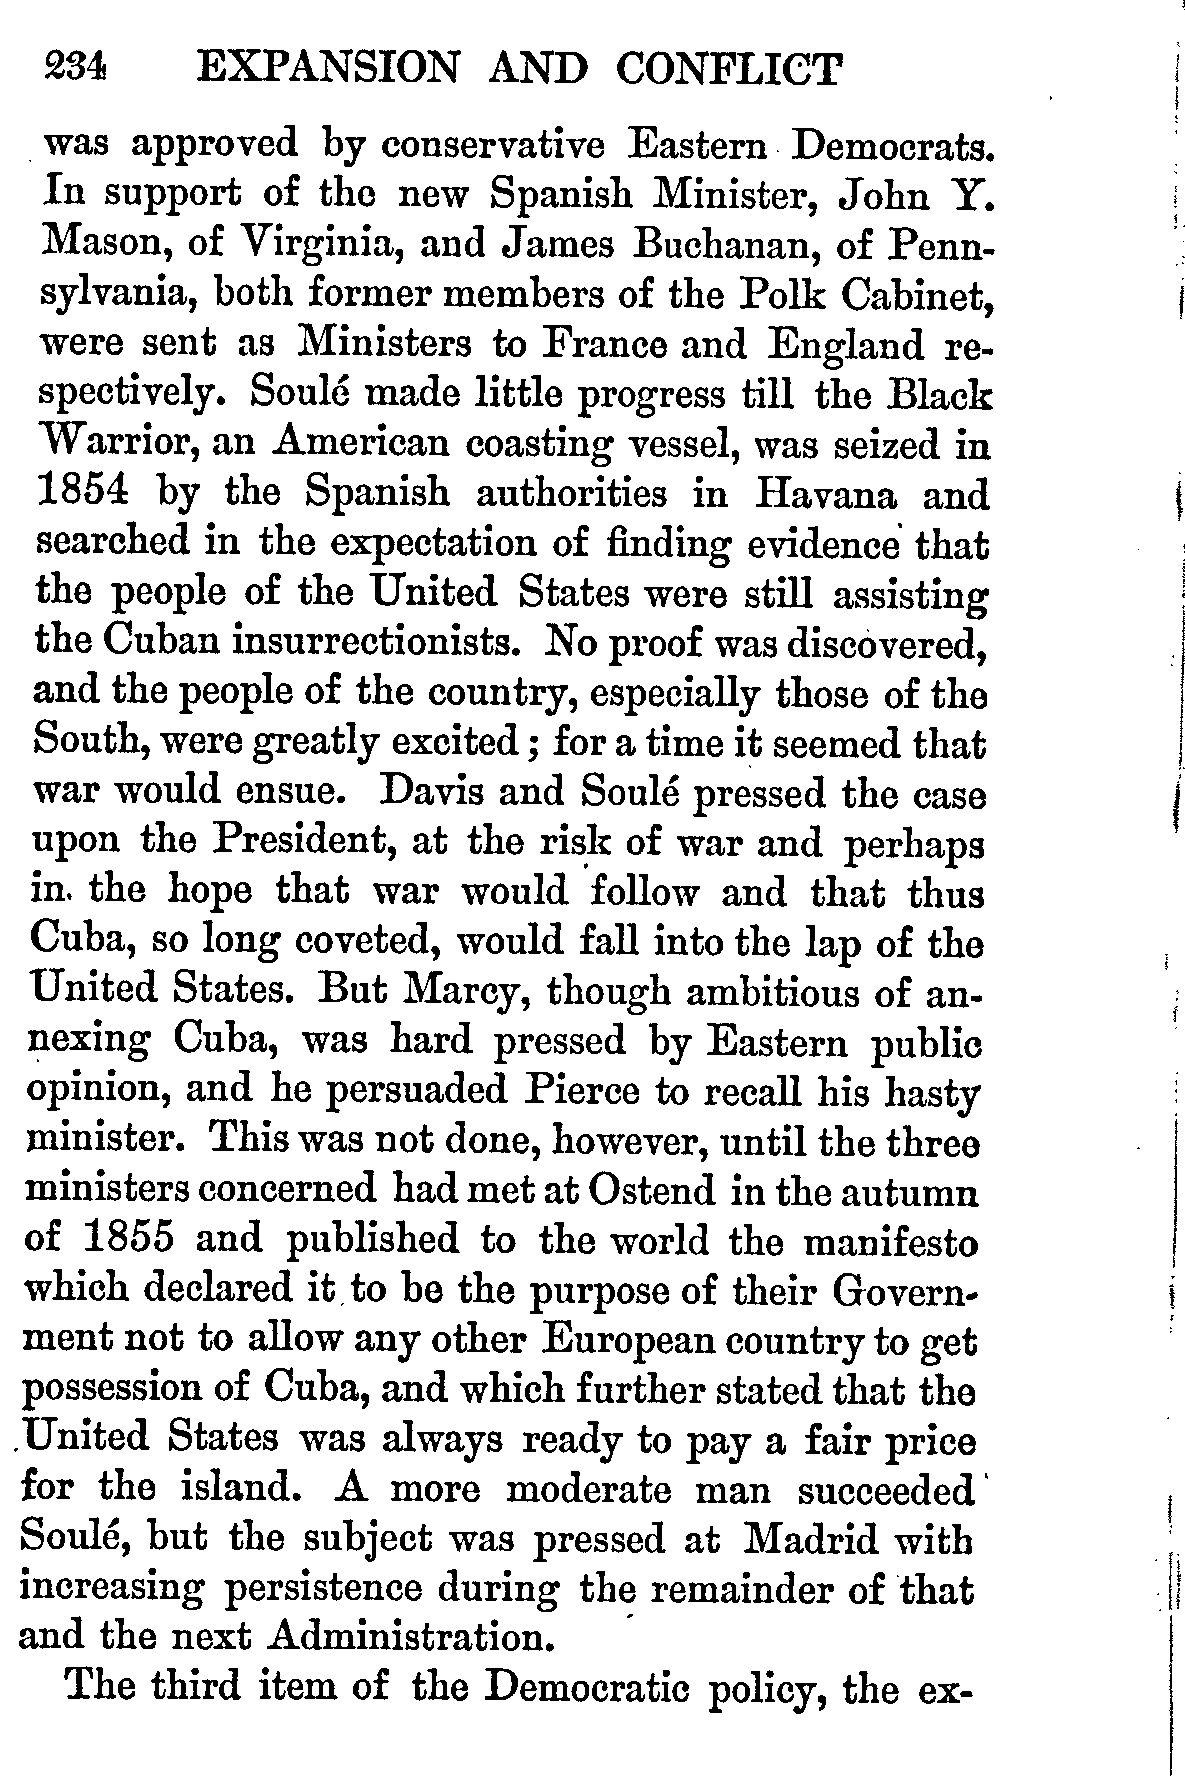 234 EXPANSION AND CONFLICT
was approved by conservative Eastern Democrats.
In support of the new Spanish Minister, John Y.
Mason, of Virginia, and James Buchanan, of Penn-
sylvania, both former members of the Polk Cabinet,
were sent as Ministers to France and England re-
spectively. Soulé made little progress till the Black
Warrior, an American coasting vessel, was seized in
1854 by the Spanish authorities in Havana and
searched in the expectation of finding evidence that
the people of the United States were still assisting
the Cuban insurrectionists. No proof was discovered,
and the people of the country, especially those of the
South, were greatly excited; for a time it seemed that
war would ensue. Davis and Soulé pressed the case
upon the President, at the risk of war and perhaps
in the hope that war would follow and that thus
Cuba, so long coveted, would fall into the lap of the
United States. But Marcy, though ambitious of an-
nexing Cuba, was hard pressed by Eastern public
opinion, and he persuaded Pierce to recall his hasty
minister. This was not done, however, until the three
ministers concerned had met at Ostend in the autumn
of 1855 and published to the world the manifesto
which declared it to be the purpose of their Govern-
ment not to allow any other European country to get
possession of Cuba, and which further stated that the
United States was always ready to pay a fair price
for the island. A more moderate man succeeded
Soulé, but the subject was pressed at Madrid with
increasing persistence during the remainder of that
and the next Administration.
The third item of the Democratic policy, the ex-